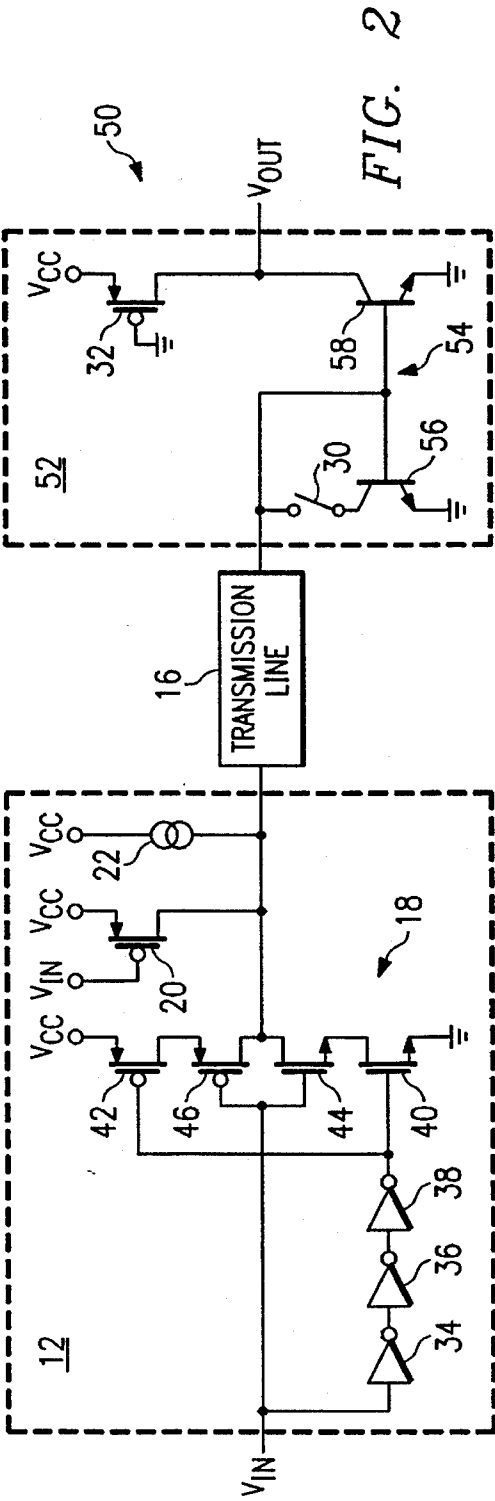 50
52
12
VCC
VIN
VCC
VCC
VCC
42
20
22
32
46
44
40
18
16
TRANSMISSION
LINE
30
56
58
54
VIN
34
36
38
VOUT
FIG. 2